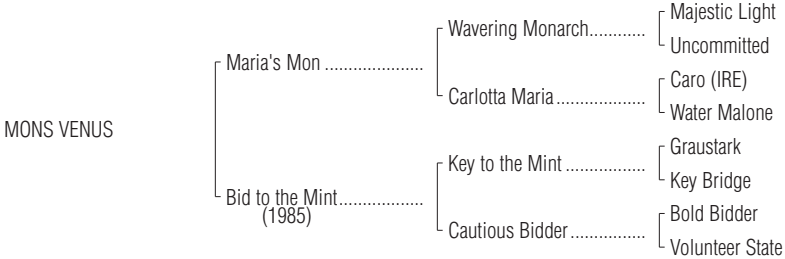 Majestic Light
Wavering Monarch............
Uncommitted
Maria's Mon .....................
Caro (IRE)
Carlotta Maria...................
Water Malone
MONS VENUS
Graustark
Key to the Mint .................
Key Bridge
Bid to the Mint..................
(1985)
Bold Bidder
Cautious Bidder................
Volunteer State